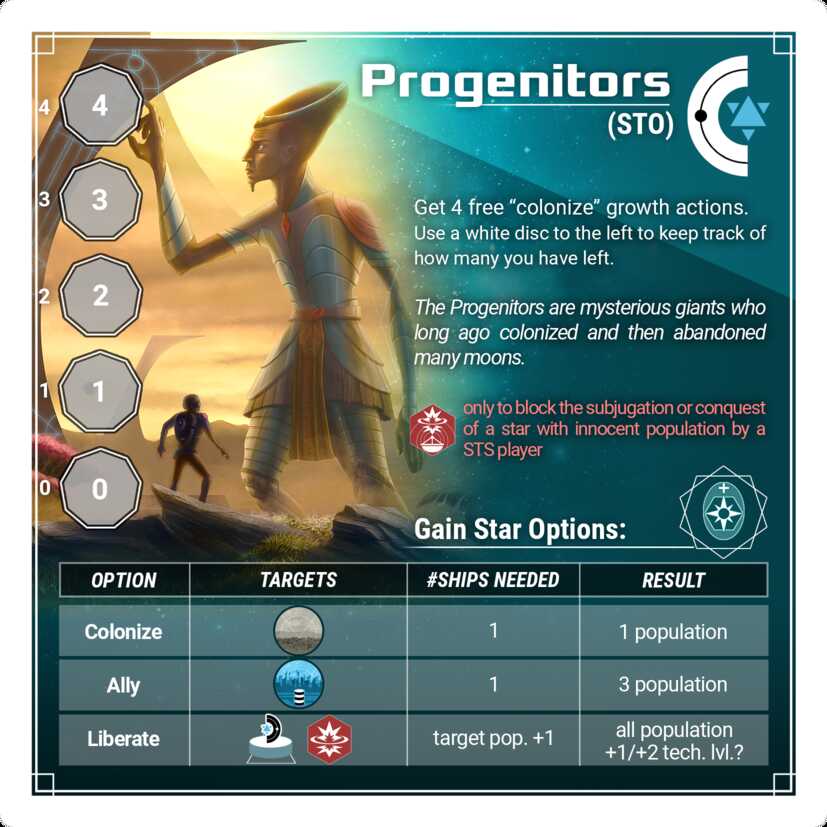 Progenitors
(STO)
4 4
3 3
2 2
1 1
0 0
Get 4 free “colonize” growth actions.
Use a white disc to the left to keep track of
how many you have left.
The Progenitors are mysterious giants who
long ago colonized and then abandoned
many moons.
only to block the subjugation or conquest
of a star with innocent population by a
STS player
Gain Star Options:
+
OPTION TARGETS #SHIPS NEEDED RESULT
Colonize 1 1 population
Ally 1 3 population
Liberate target pop. +1 all population
+1/+2 tech. lvl.?